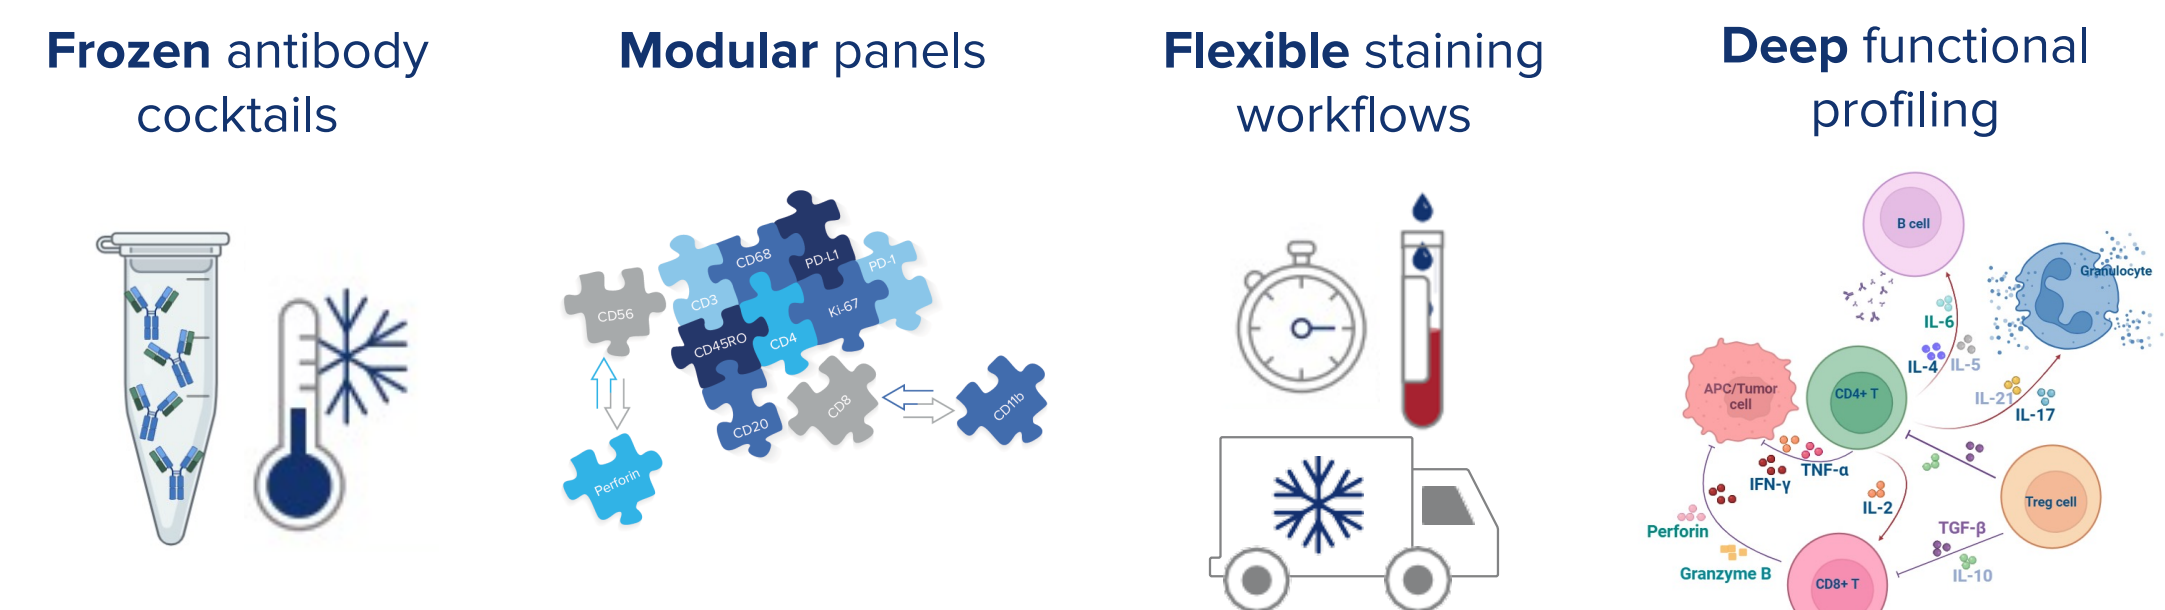 Frozen antibody
cocktails
Modular panels
Flexible staining
workflows
Deep functional
profiling
CD56
CD3
CD68
PD-L1
PD-1
CD45RO
CD4
Ki-67
CD20
CD8
CD11b
Perforin
B cell
Granulocyte
IL-6
IL-4
IL-5
APC/Tumor
cell
CD4+ T
IL-21
IL-17
TNF-α
IFN-γ
IL-2
Treg cell
Perforin
TGF-β
Granzyme B
IL-10
CD8+ T